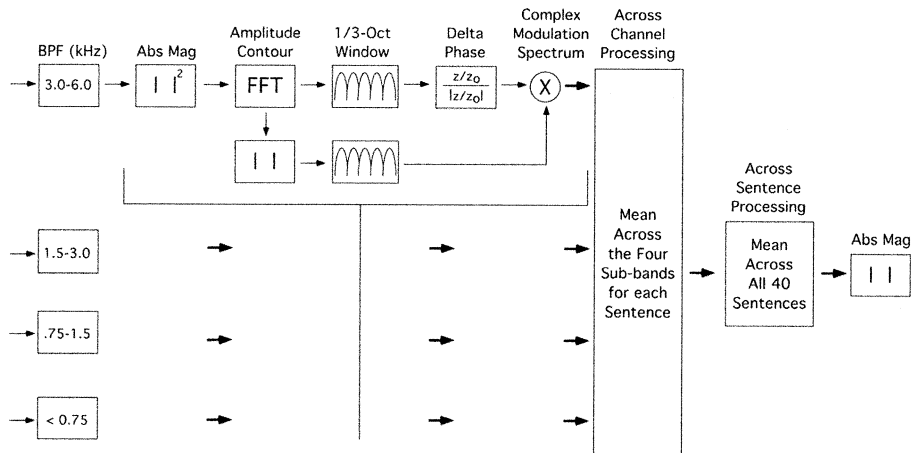 BPF (kHz)
Abs Mag
Amplitude
Contour
1/3-Oct
Window
Delta
Phase
Complex
Modulation
Spectrum
Across
Channel
Processing
3.0-6.0
| |²
FFT
z/z₀
|z/z₀|
X
| |
1.5-3.0
.75-1.5
< 0.75
Mean
Across
the Four
Sub-bands
for each
Sentence
Across
Sentence
Processing
Mean
Across
All 40
Sentences
Abs Mag
| |